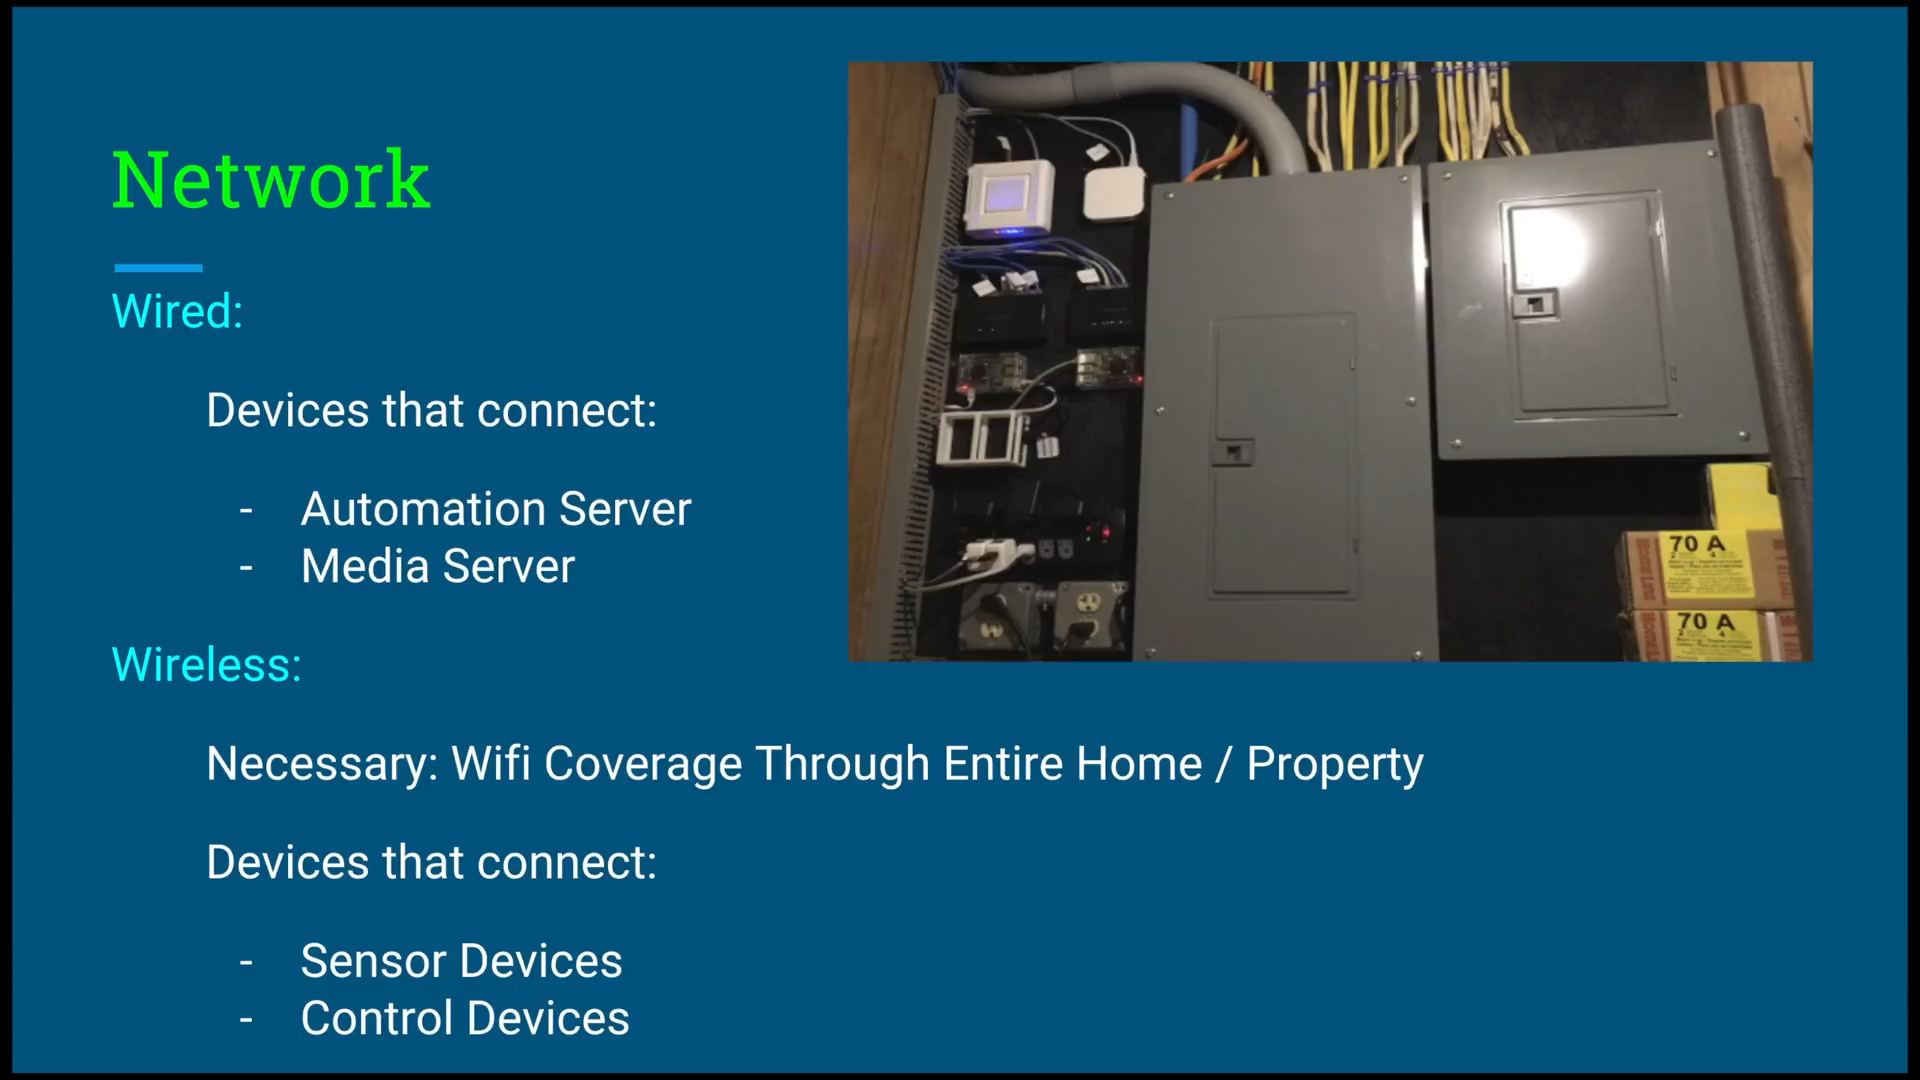 Network
Wired:
Devices that connect:
- Automation Server
- Media Server
Wireless:
Necessary: Wifi Coverage Through Entire Home / Property
Devices that connect:
- Sensor Devices
- Control Devices
70 A
70 A